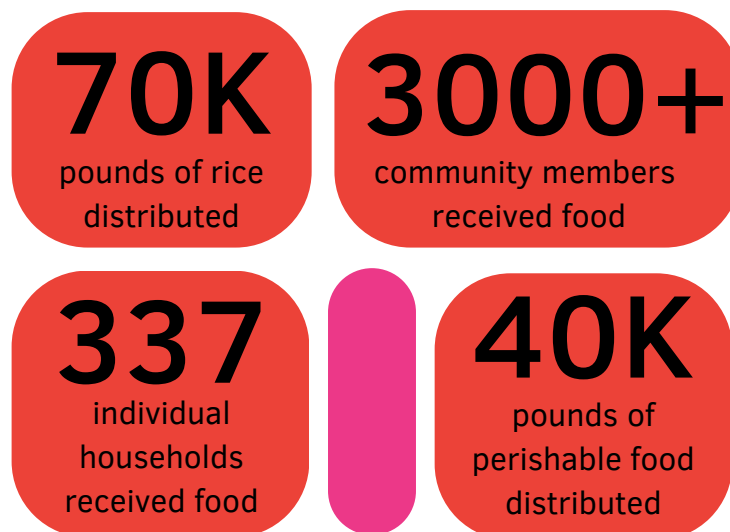 70K
pounds of rice
distributed
3000+
community members
received food
337
individual
households
received food
40K
pounds of
perishable food
distributed